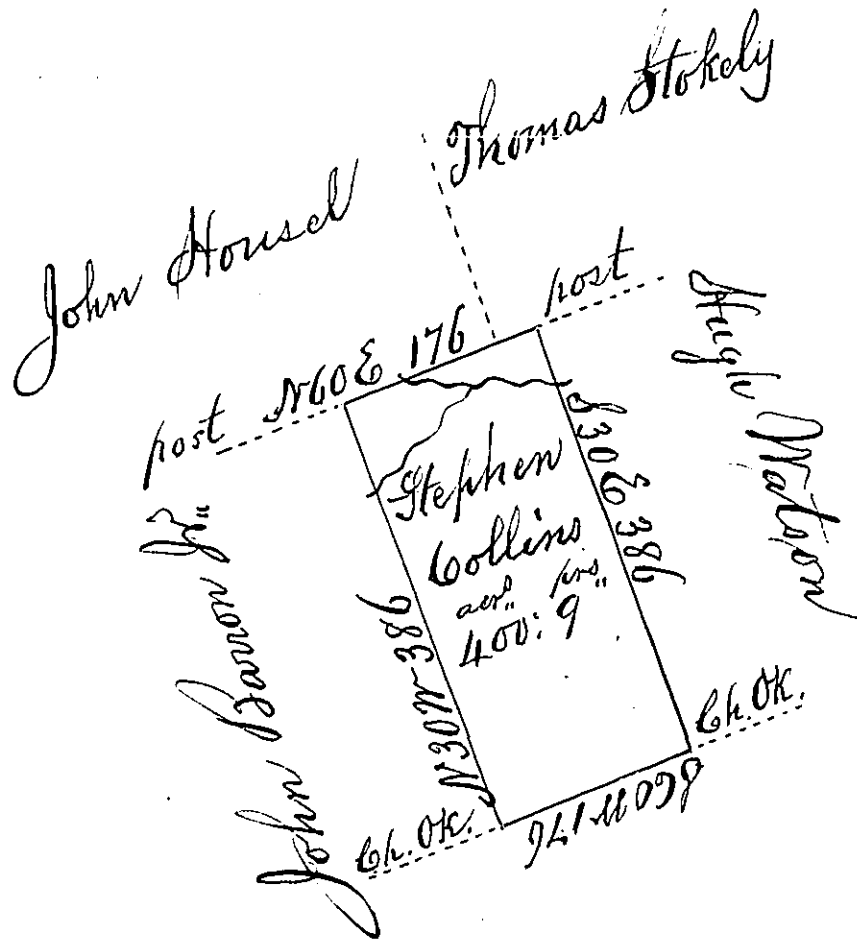 Thomas Stokely
John Housel
post
post
N60E 176
Hugh Watson
S30E 386
Stephen
Collins
acrs" prs"
400: 9
John Barron Jr"
N30W 386
Ch. OK.
Ch. OK.
S60W 176